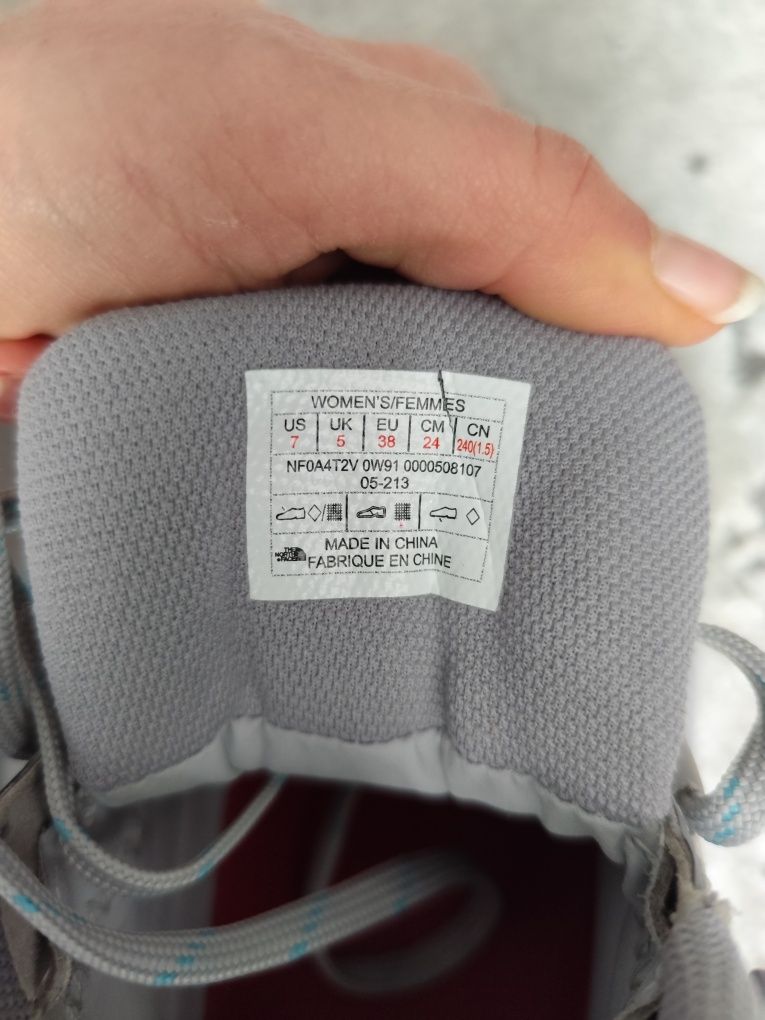 WOMEN'S/FEMMES
US UK EU CM CN
7 5 38 24 240(1.5)
NF0A4T2V 0W91 0000508107
05-213
MADE IN CHINA
THE NORTH FACE FABRIQUE EN CHINE